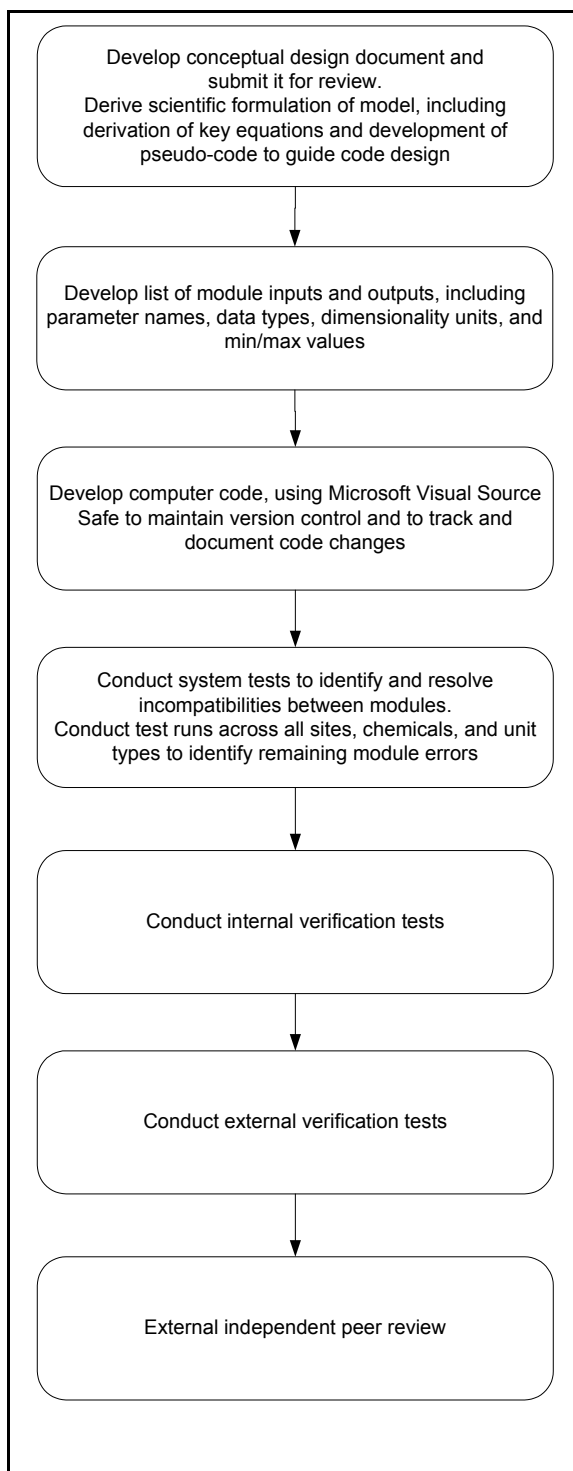 Develop conceptual design document and
submit it for review.
Derive scientific formulation of model, including
derivation of key equations and development of
pseudo-code to guide code design
Develop list of module inputs and outputs, including
parameter names, data types, dimensionality units, and
min/max values
Develop computer code, using Microsoft Visual Source
Safe to maintain version control and to track and
document code changes
Conduct system tests to identify and resolve
incompatibilities between modules.
Conduct test runs across all sites, chemicals, and unit
types to identify remaining module errors
Conduct internal verification tests
Conduct external verification tests
External independent peer review